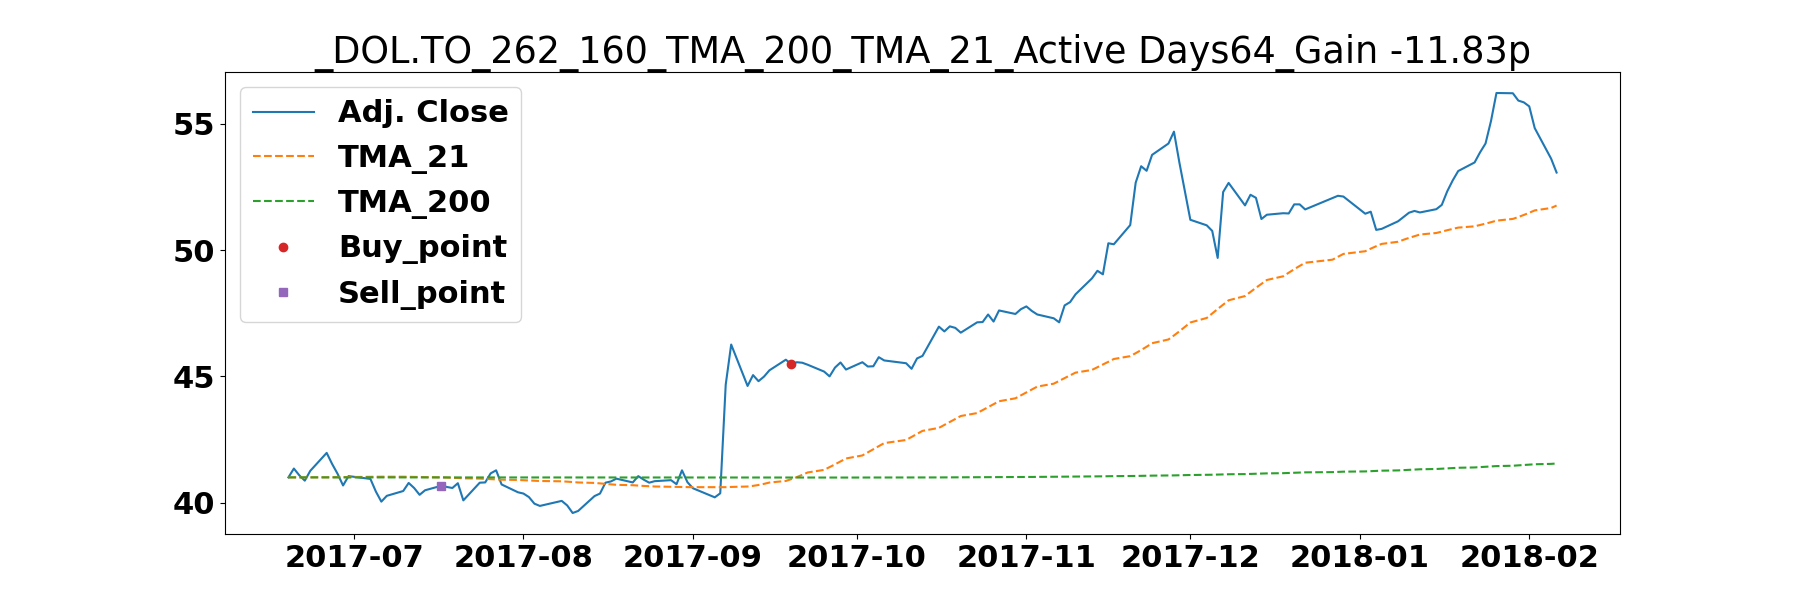 _DOL.TO_262_160_TMA_200_TMA_21_Active Days64_Gain -11.83p
Adj. Close
TMA_21
TMA_200
Buy_point
Sell_point
55
50
45
40
2017-07 2017-08 2017-09 2017-10 2017-11 2017-12 2018-01 2018-02